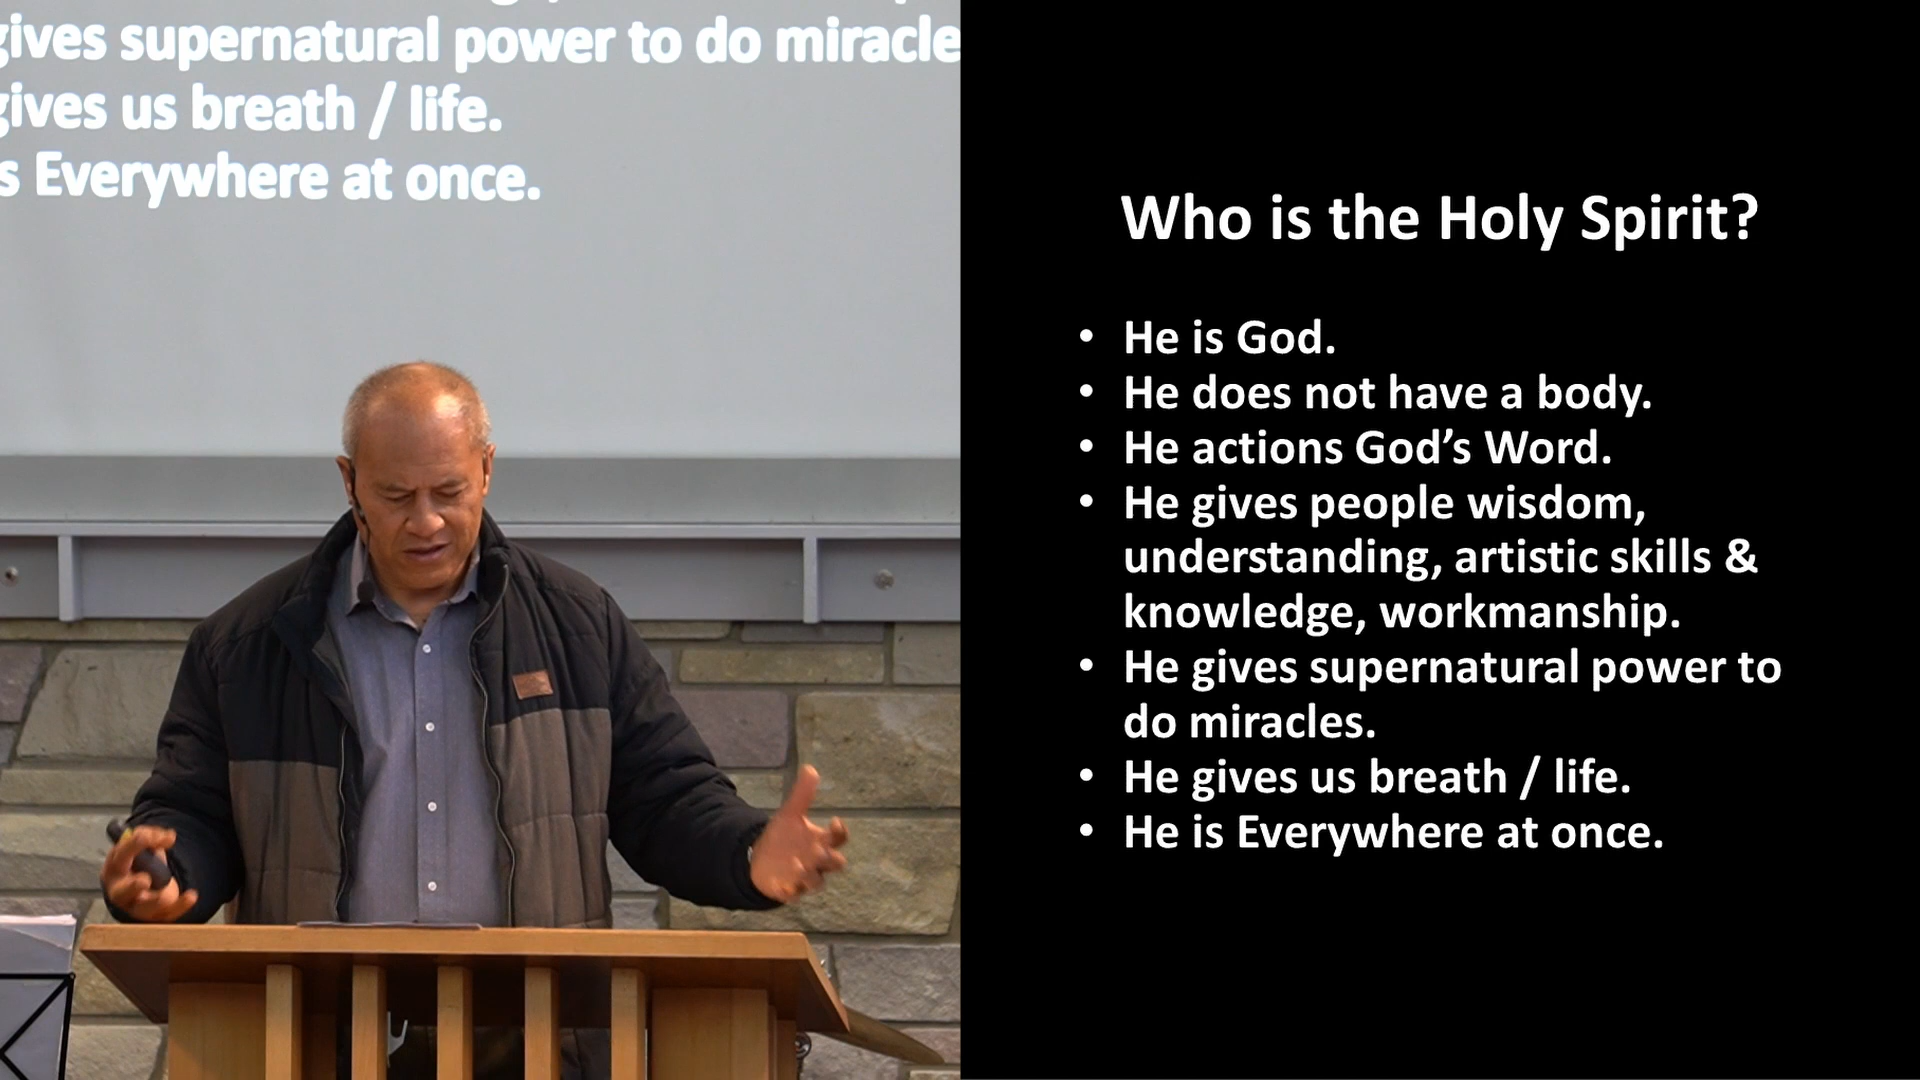 gives supernatural power to do miracle
gives us breath / life.
s Everywhere at once.
Who is the Holy Spirit?
• He is God.
• He does not have a body.
• He actions God’s Word.
• He gives people wisdom,
understanding, artistic skills &
knowledge, workmanship.
• He gives supernatural power to
do miracles.
• He gives us breath / life.
• He is Everywhere at once.